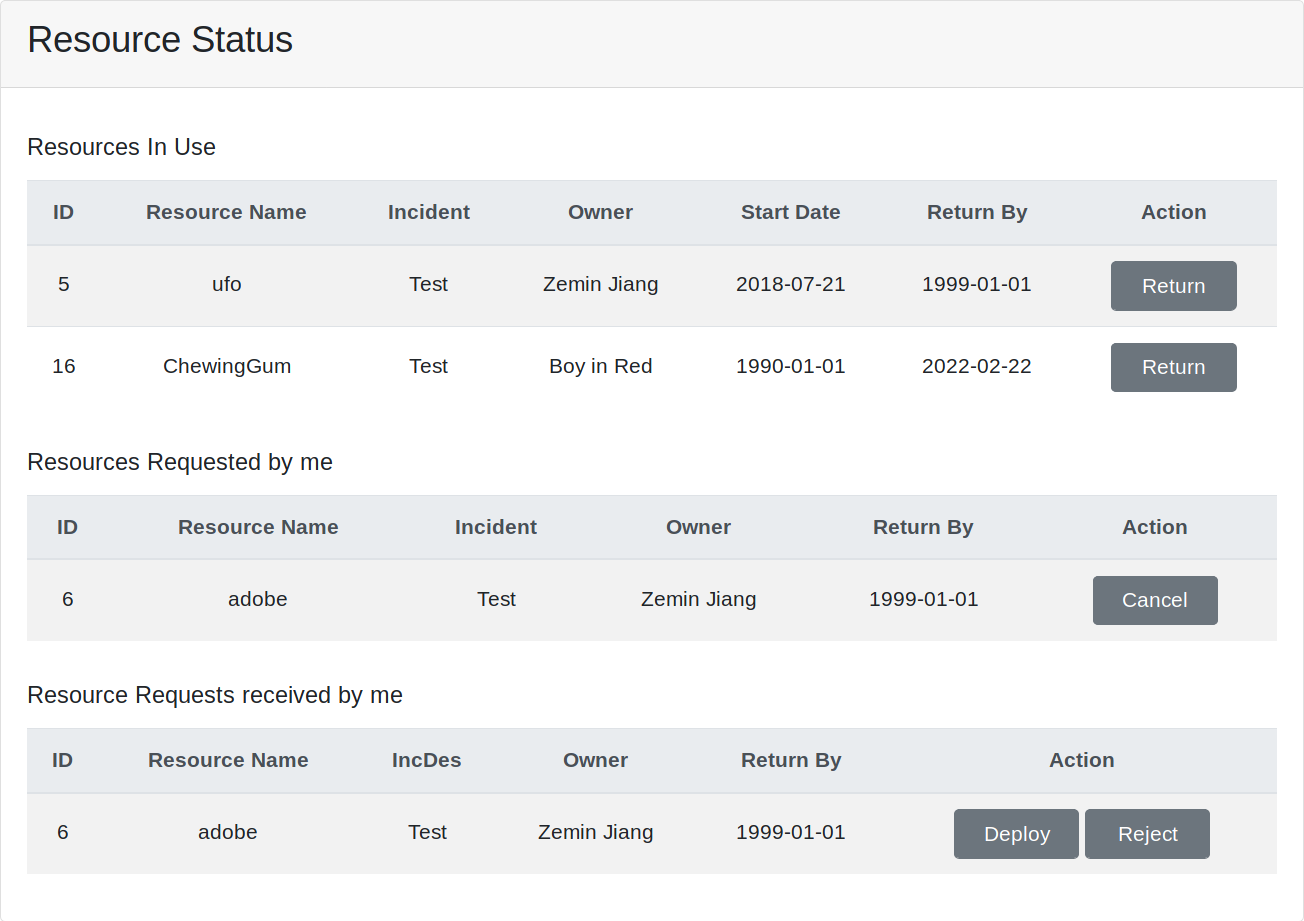 Resource Status
Resources In Use
ID Resource Name Incident Owner Start Date Return By Action
5 ufo Test Zemin Jiang 2018-07-21 1999-01-01 Return
16 ChewingGum Test Boy in Red 1990-01-01 2022-02-22 Return
Resources Requested by me
ID Resource Name Incident Owner Return By Action
6 adobe Test Zemin Jiang 1999-01-01 Cancel
Resource Requests received by me
ID Resource Name IncDes Owner Return By Action
6 adobe Test Zemin Jiang 1999-01-01 Deploy Reject